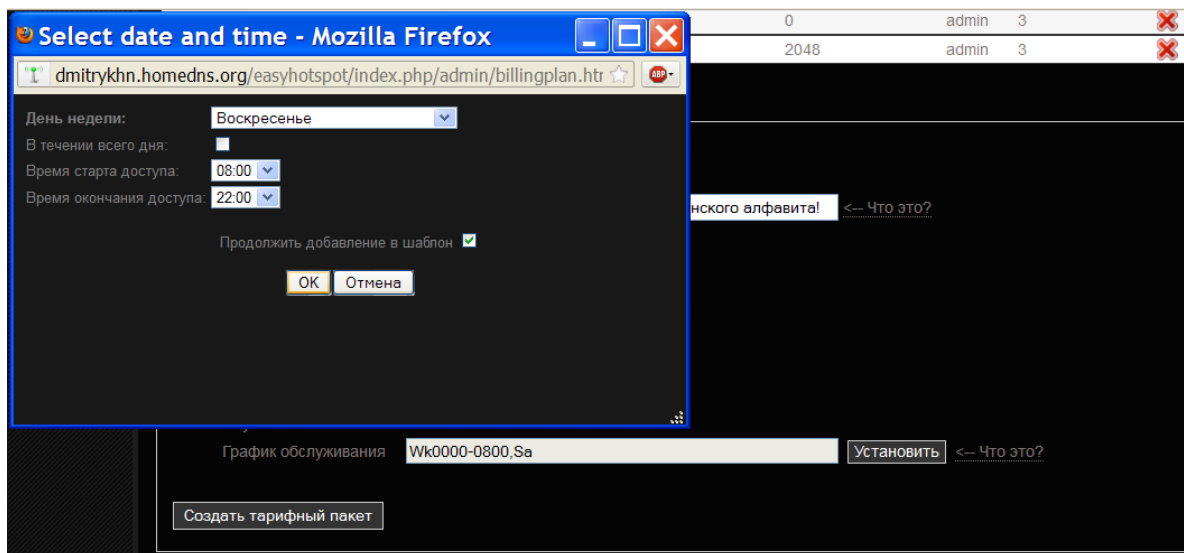 Select date and time - Mozilla Firefox
0 admin 3
2048 admin 3
dmitrykhn.homedns.org/easyhotspot/index.php/admin/billingplan.htr
ABP
День недели: Воскресенье
В течении всего дня:
Время старта доступа: 08:00
Время окончания доступа: 22:00
нского алфавита! <-- Что это?
Продолжить добавление в шаблон
OK Отмена
График обслуживания Wk0000-0800,Sa Установить <-- Что это?
Создать тарифный пакет